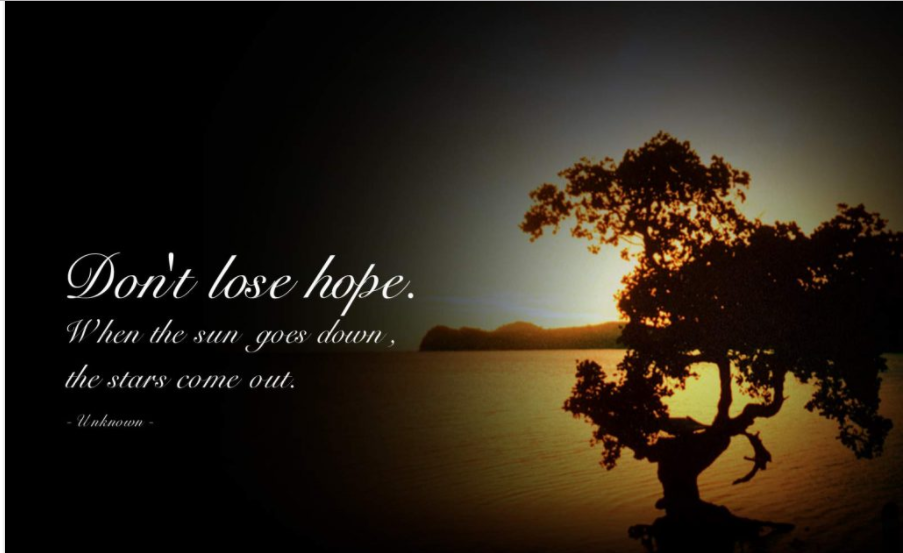 Don't lose hope.
When the sun goes down,
the stars come out.
- Unknown -